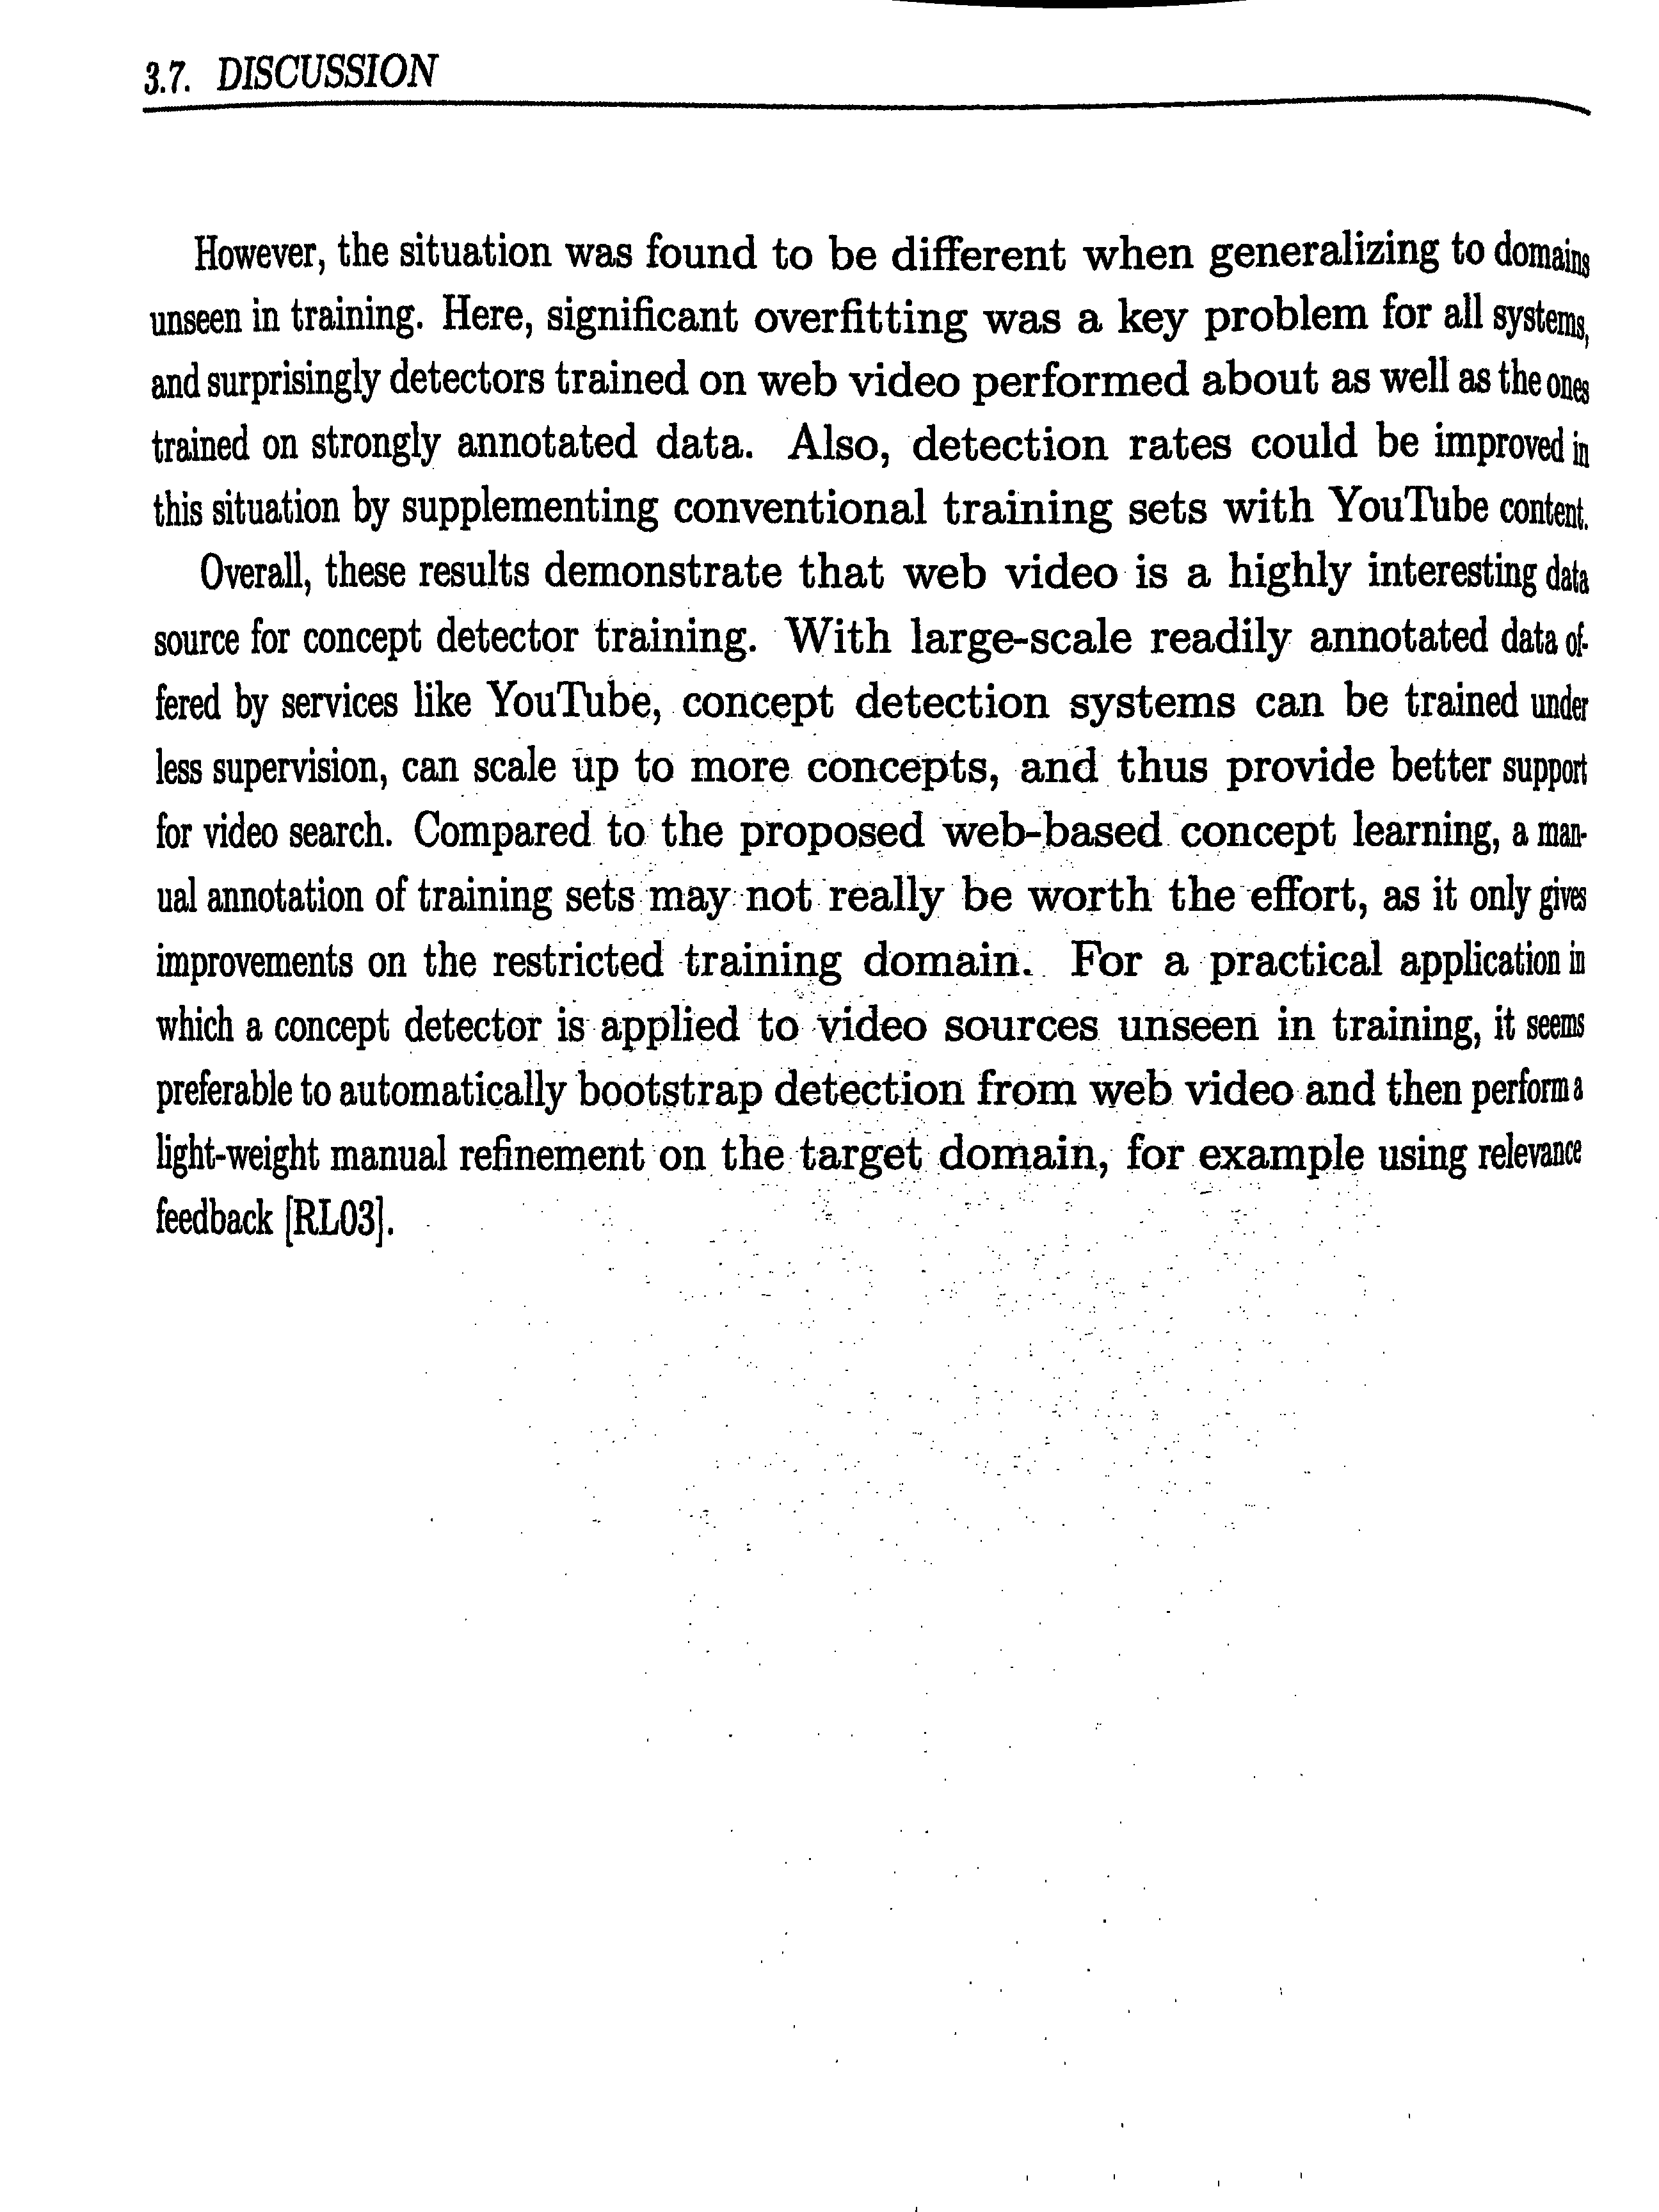 3.7. DISCUSSION
However, the situation was found to be different when generalizing to domains
unseen in training. Here, significant overfitting was a key problem for all systems,
and surprisingly detectors trained on web video performed about as well as the ones
trained on strongly annotated data. Also, detection rates could be improved in
this situation by supplementing conventional training sets with YouTube content.
Overall, these results demonstrate that web video is a highly interesting data
source for concept detector training. With large-scale readily annotated data of-
fered by services like YouTube, concept detection systems can be trained under
less supervision, can scale up to more concepts, and thus provide better support
for video search. Compared to the proposed web-based concept learning, a man-
ual annotation of training sets may not really be worth the effort, as it only gives
improvements on the restricted training domain. For a practical application in
which a concept detector is applied to video sources unseen in training, it seems
preferable to automatically bootstrap detection from web video and then perform a
light-weight manual refinement on the target domain, for example using relevance
feedback [RL03].